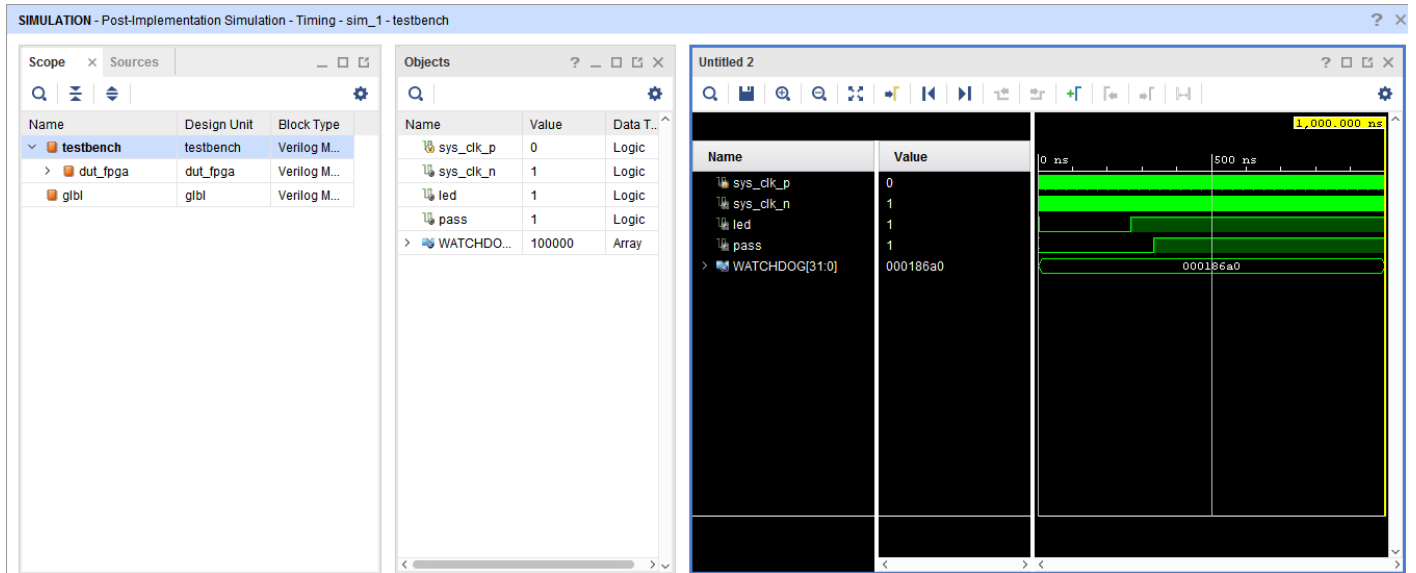 SIMULATION - Post-Implementation Simulation - Timing - sim_1 - testbench
Scope Sources
Name Design Unit Block Type
testbench testbench Verilog M...
dut_fpga dut_fpga Verilog M...
glbl glbl Verilog M...
Objects
Name Value Data T...
sys_clk_p 0 Logic
sys_clk_n 1 Logic
led 1 Logic
pass 1 Logic
WATCHDO... 100000 Array
Untitled 2
1,000.000 ns
Name Value 0 ns 500 ns
sys_clk_p 0
sys_clk_n 1
led 1
pass 1
WATCHDOG[31:0] 000186a0 000186a0